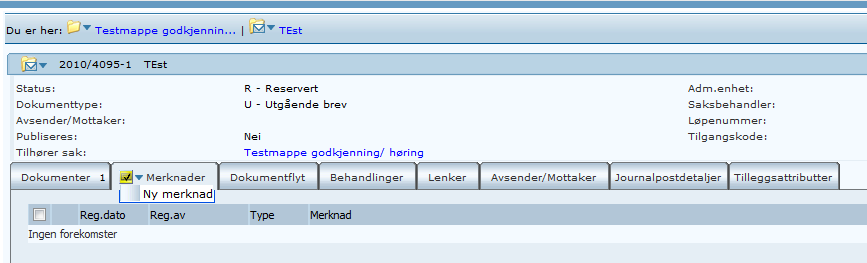 Du er her: Testmappe godkjennin... | TEst
2010/4095-1 TEst
Status: R - Reservert Adm.enhet:
Dokumenttype: U - Utgående brev Saksbehandler:
Avsender/Mottaker: Løpenummer:
Publiseres: Nei Tilgangskode:
Tilhører sak: Testmappe godkjenning/ høring
Dokumenter 1 Merknader Dokumentflyt Behandlinger Lenker Avsender/Mottaker Journalpostdetaljer Tilleggsattributter
Ny merknad
Reg.dato Reg.av Type Merknad
Ingen forekomster